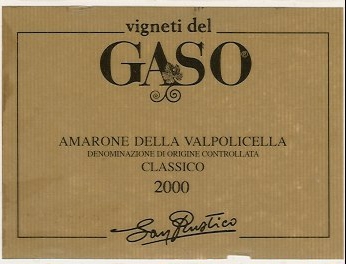 vigneti del
GASO®
AMARONE DELLA VALPOLICELLA
DENOMINAZIONE DI ORIGINE CONTROLLATA
CLASSICO
2000
San Rustico